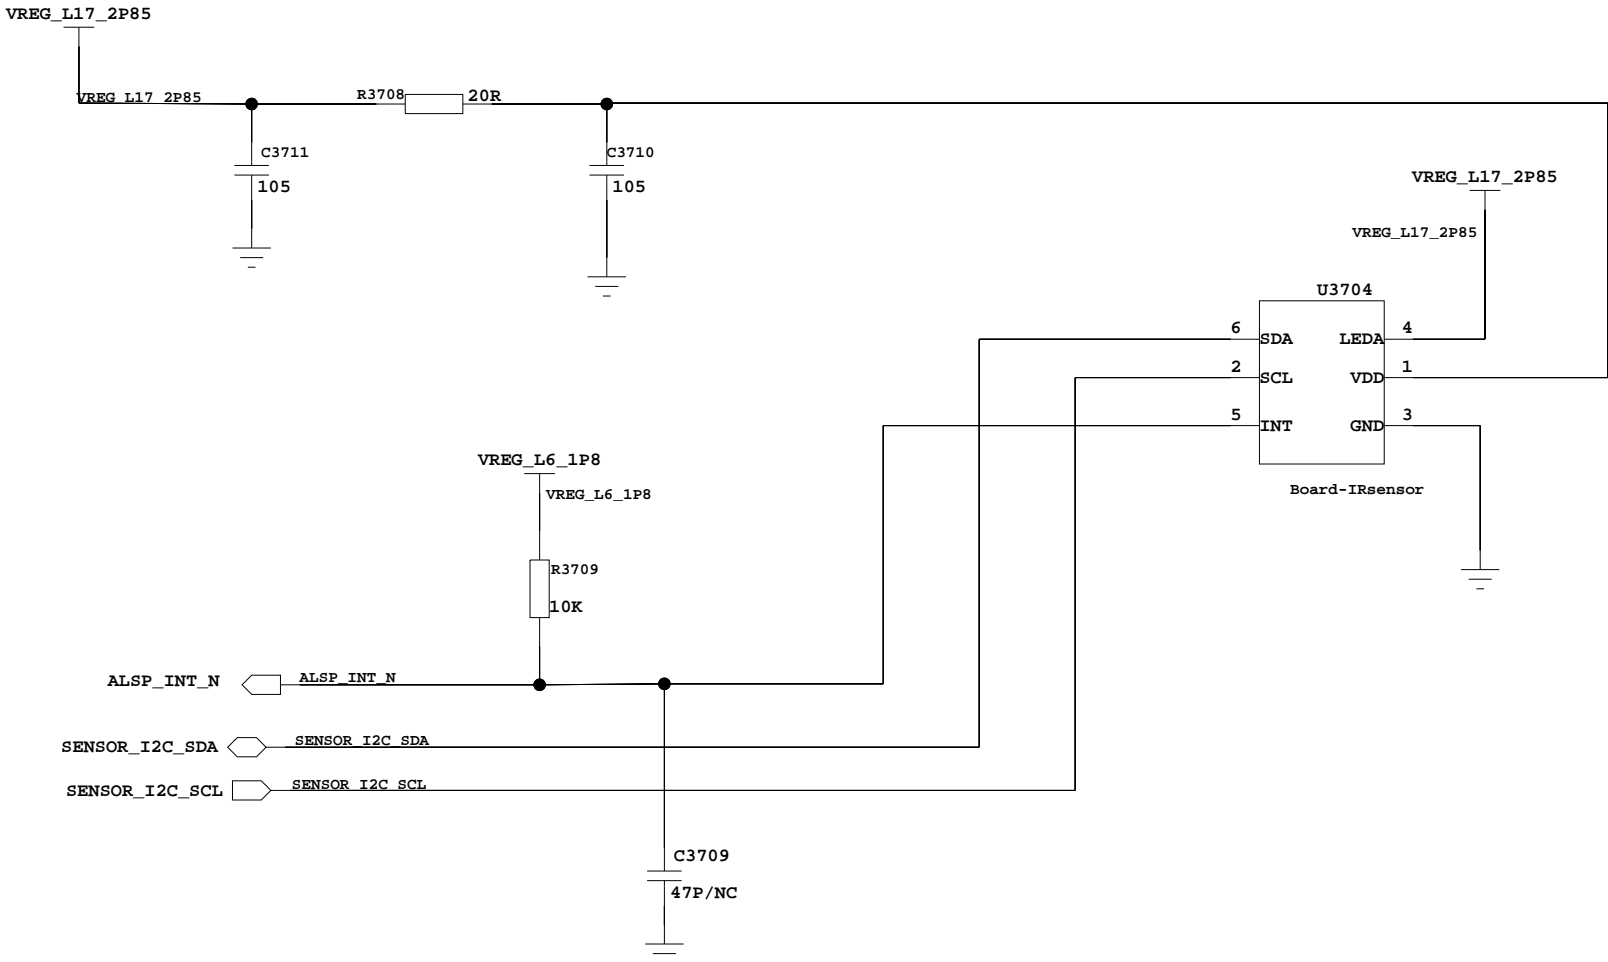 VREG_L17_2P85
VREG_L17_2P85
R3708
20R
C3711
105
C3710
105
VREG_L17_2P85
VREG_L17_2P85
U3704
6
SDA
LEDA
4
2
SCL
VDD
1
5
INT
GND
3
Board-IRsensor
VREG_L6_1P8
VREG_L6_1P8
R3709
10K
ALSP_INT_N
ALSP_INT_N
SENSOR_I2C_SDA
SENSOR_I2C_SDA
SENSOR_I2C_SCL
SENSOR_I2C_SCL
C3709
47P/NC